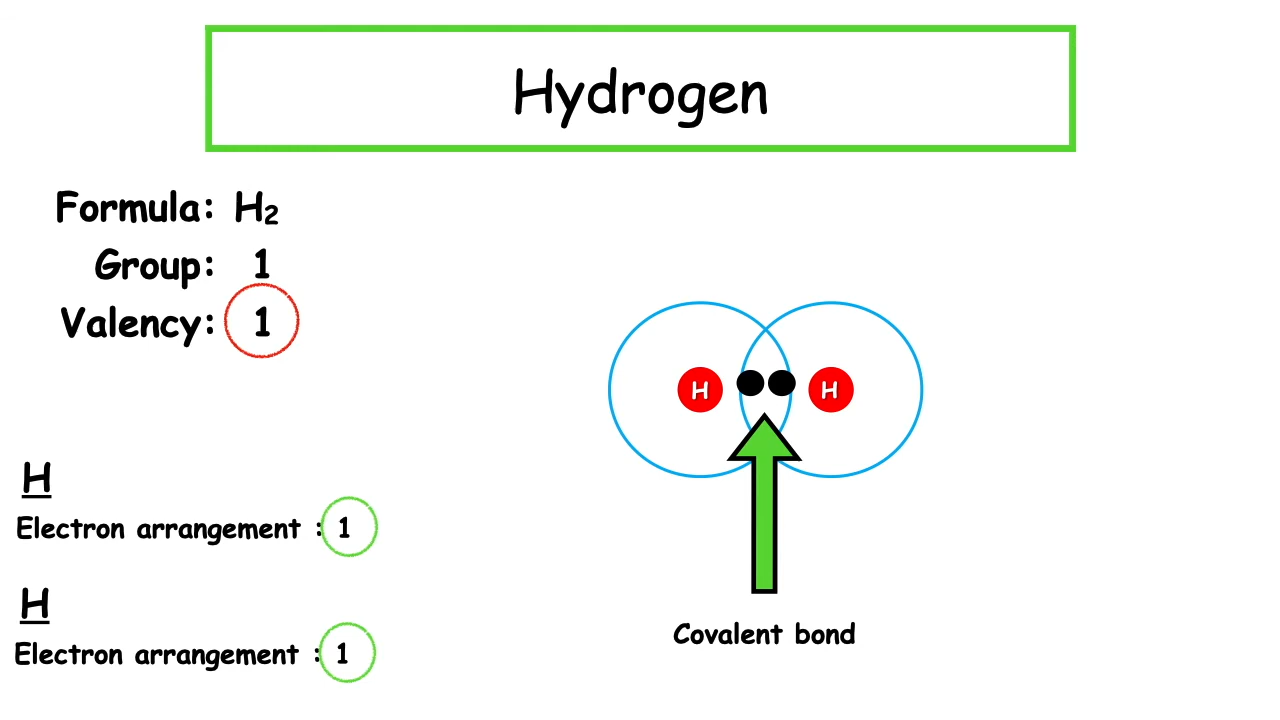 Hydrogen
Formula: H₂
Group: 1
Valency: 1
H
Electron arrangement : 1
H
Electron arrangement : 1
H H
Covalent bond